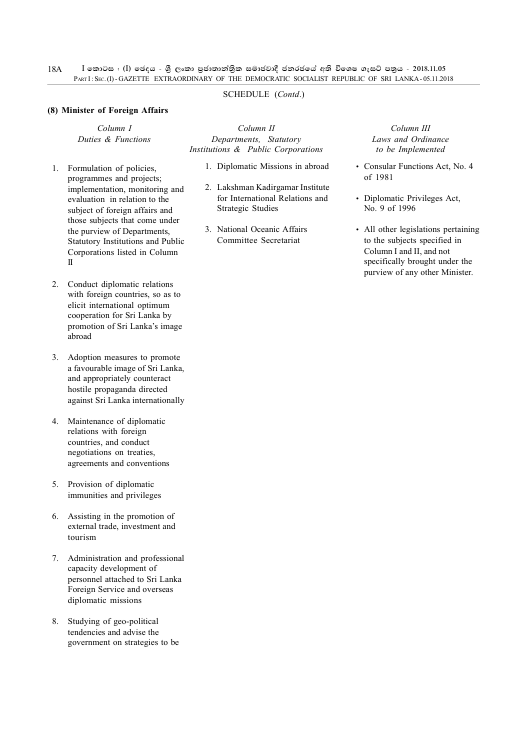 18A
I කොටස : (I) ඡෙදය - ශ්‍රී ලංකා ප්‍රජාතාන්ත්‍රික සමාජවාදී ජනරජයේ අති විශෙෂ ගැසට් පත්‍රය - 2018.11.05
PART I : SEC. (I) - GAZETTE EXTRAORDINARY OF THE DEMOCRATIC SOCIALIST REPUBLIC OF SRI LANKA - 05.11.2018
SCHEDULE (Contd.)
(8) Minister of Foreign Affairs
Column I
Duties & Functions
1. Formulation of policies,
programmes and projects;
implementation, monitoring and
evaluation in relation to the
subject of foreign affairs and
those subjects that come under
the purview of Departments,
Statutory Institutions and Public
Corporations listed in Column
II
2. Conduct diplomatic relations
with foreign countries, so as to
elicit international optimum
cooperation for Sri Lanka by
promotion of Sri Lanka's image
abroad
3. Adoption measures to promote
a favourable image of Sri Lanka,
and appropriately counteract
hostile propaganda directed
against Sri Lanka internationally
4. Maintenance of diplomatic
relations with foreign
countries, and conduct
negotiations on treaties,
agreements and conventions
5. Provision of diplomatic
immunities and privileges
6. Assisting in the promotion of
external trade, investment and
tourism
7. Administration and professional
capacity development of
personnel attached to Sri Lanka
Foreign Service and overseas
diplomatic missions
8. Studying of geo-political
tendencies and advise the
government on strategies to be
Column II
Departments, Statutory
Institutions & Public Corporations
1. Diplomatic Missions in abroad
2. Lakshman Kadirgamar Institute
for International Relations and
Strategic Studies
3. National Oceanic Affairs
Committee Secretariat
Column III
Laws and Ordinance
to be Implemented
• Consular Functions Act, No. 4
of 1981
• Diplomatic Privileges Act,
No. 9 of 1996
• All other legislations pertaining
to the subjects specified in
Column I and II, and not
specifically brought under the
purview of any other Minister.